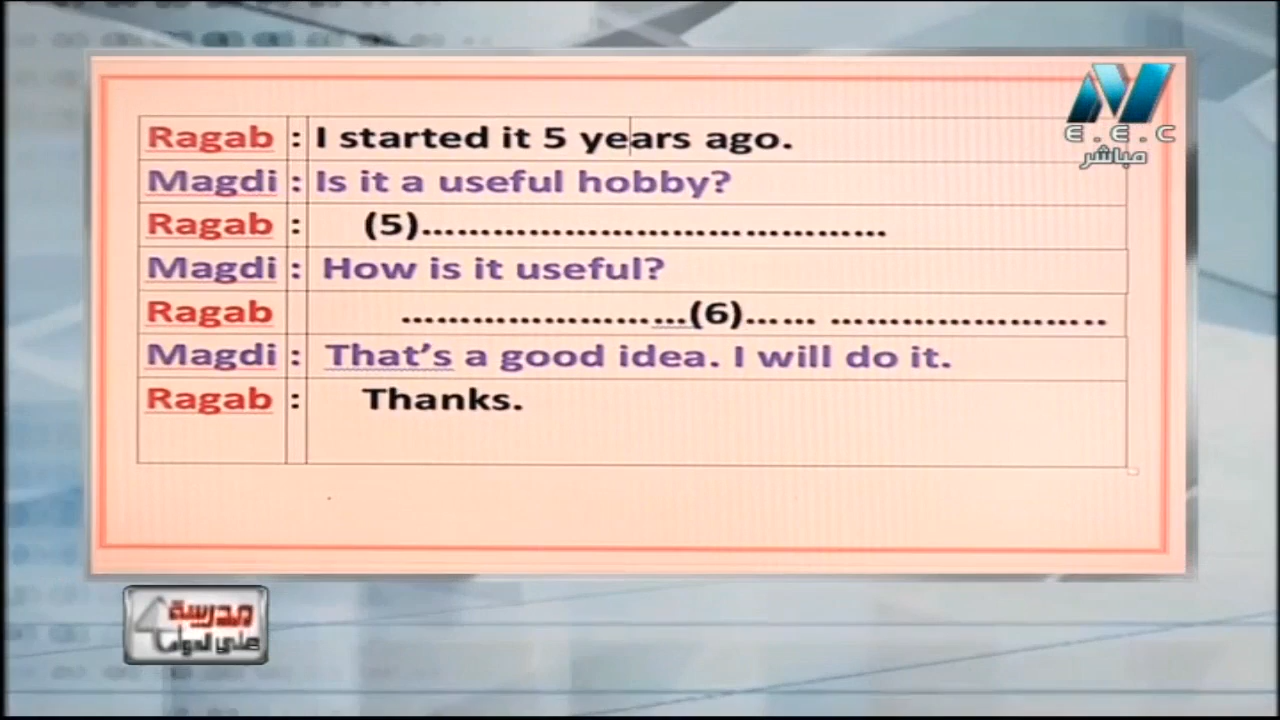 E.E.C
مباشر
Ragab : I started it 5 years ago.
Magdi : Is it a useful hobby?
Ragab : (5).......................................
Magdi : How is it useful?
Ragab ........................(6)...... ........................
Magdi : That's a good idea. I will do it.
Ragab : Thanks.
مدرسة
على الهواء